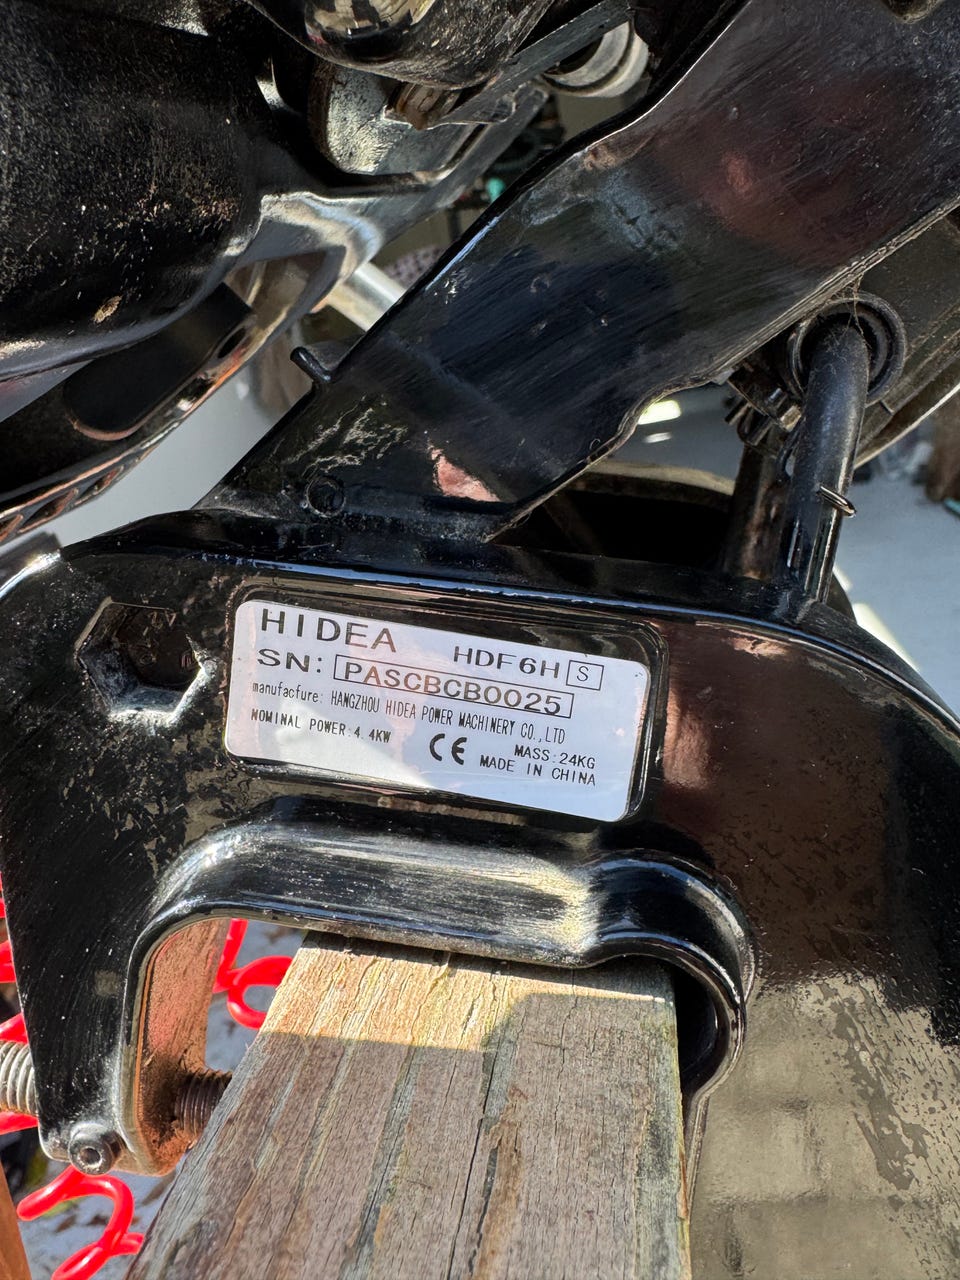 HIDEA HDF6H S
SN: PASCBCB0025
manufacture: HANGZHOU HIDEA POWER MACHINERY CO.,LTD
NOMINAL POWER:4.4KW CE MASS:24KG
MADE IN CHINA